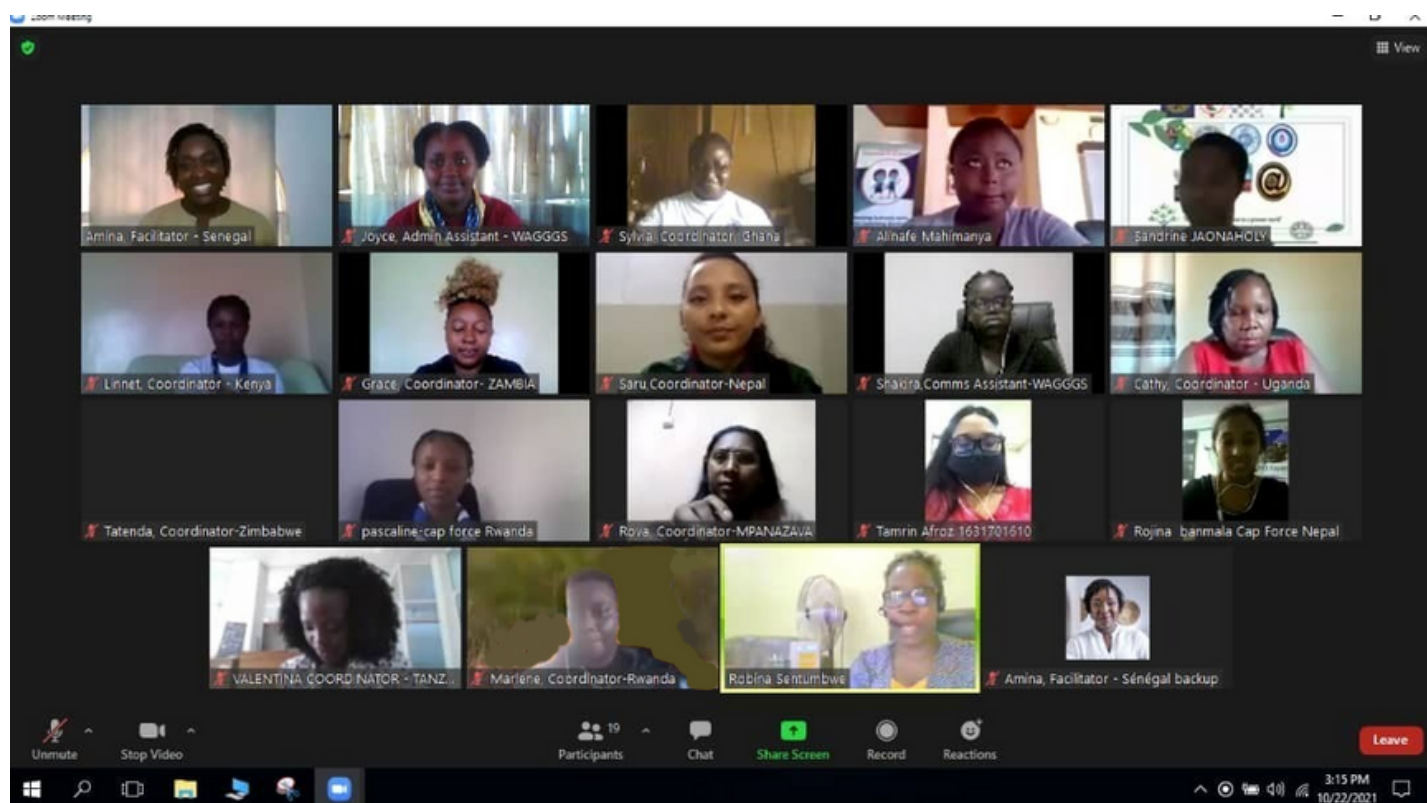 Zoom Meeting
View
Amina, Facilitator - Senegal
Joyce, Admin Assistant - WAGGGS
Sylvia, Coordinator, Ghana
Alinafe Mahimanya
Sandrine JAONAHOLY
Linnet, Coordinator - Kenya
Grace, Coordinator- ZAMBIA
Saru,Coordinator-Nepal
Shakira,Comms Assistant-WAGGGS
Cathy, Coordinator - Uganda
Tatenda, Coordinator-Zimbabwe
pascaline-cap force Rwanda
Rova, Coordinator-MPANAZAVA
Tamrin Afroz 1631701610
Rojina banmala Cap Force Nepal
VALENTINA COORDINATOR - TANZ...
Marlene, Coordinator-Rwanda
Robina Sentumbwe
Amina, Facilitator - Sénégal backup
Unmute
Stop Video
Participants
19
Chat
Share Screen
Record
Reactions
Leave
3:15 PM
10/22/2021